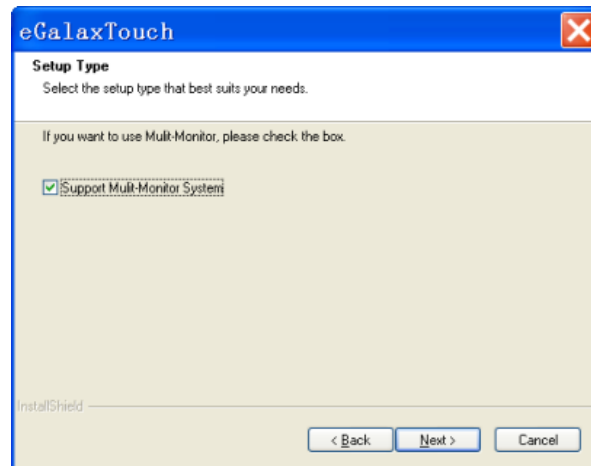 eGalaxTouch
Setup Type
Select the setup type that best suits your needs.
If you want to use Mulit-Monitor, please check the box.
Support Mulit-Monitor System
InstallShield
< Back Next > Cancel